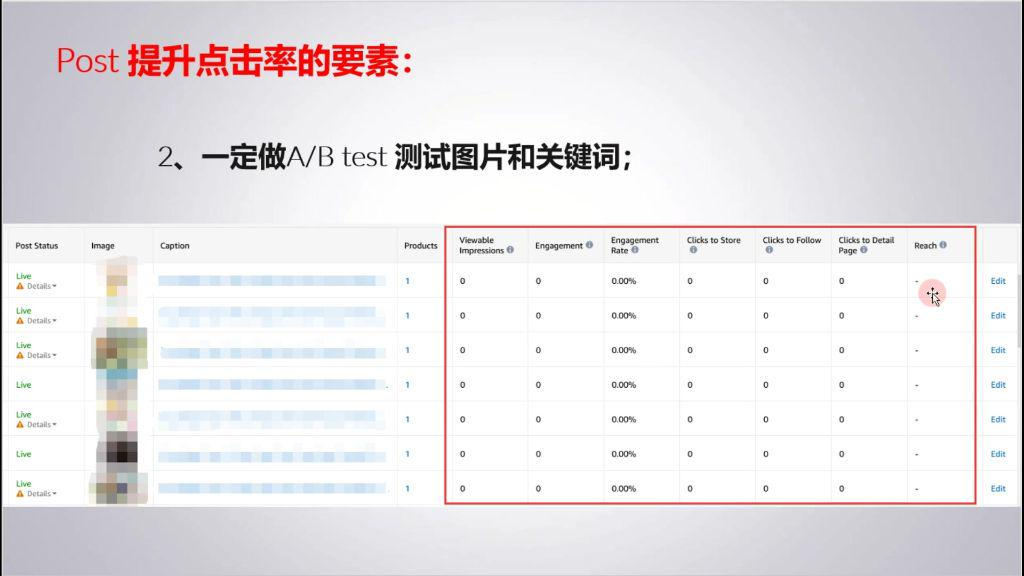 Post 提升点击率的要素：
2、一定做A/B test 测试图片和关键词；
Post Status Image Caption Products Viewable Impressions Engagement Engagement Rate Clicks to Store Clicks to Follow Clicks to Detail Page Reach
Live Details 1 0 0 0.00% 0 0 0 - Edit
Live Details 1 0 0 0.00% 0 0 0 - Edit
Live Details 1 0 0 0.00% 0 0 0 - Edit
Live 1 0 0 0.00% 0 0 0 - Edit
Live Details 1 0 0 0.00% 0 0 0 - Edit
Live 1 0 0 0.00% 0 0 0 - Edit
Live Details 1 0 0 0.00% 0 0 0 - Edit